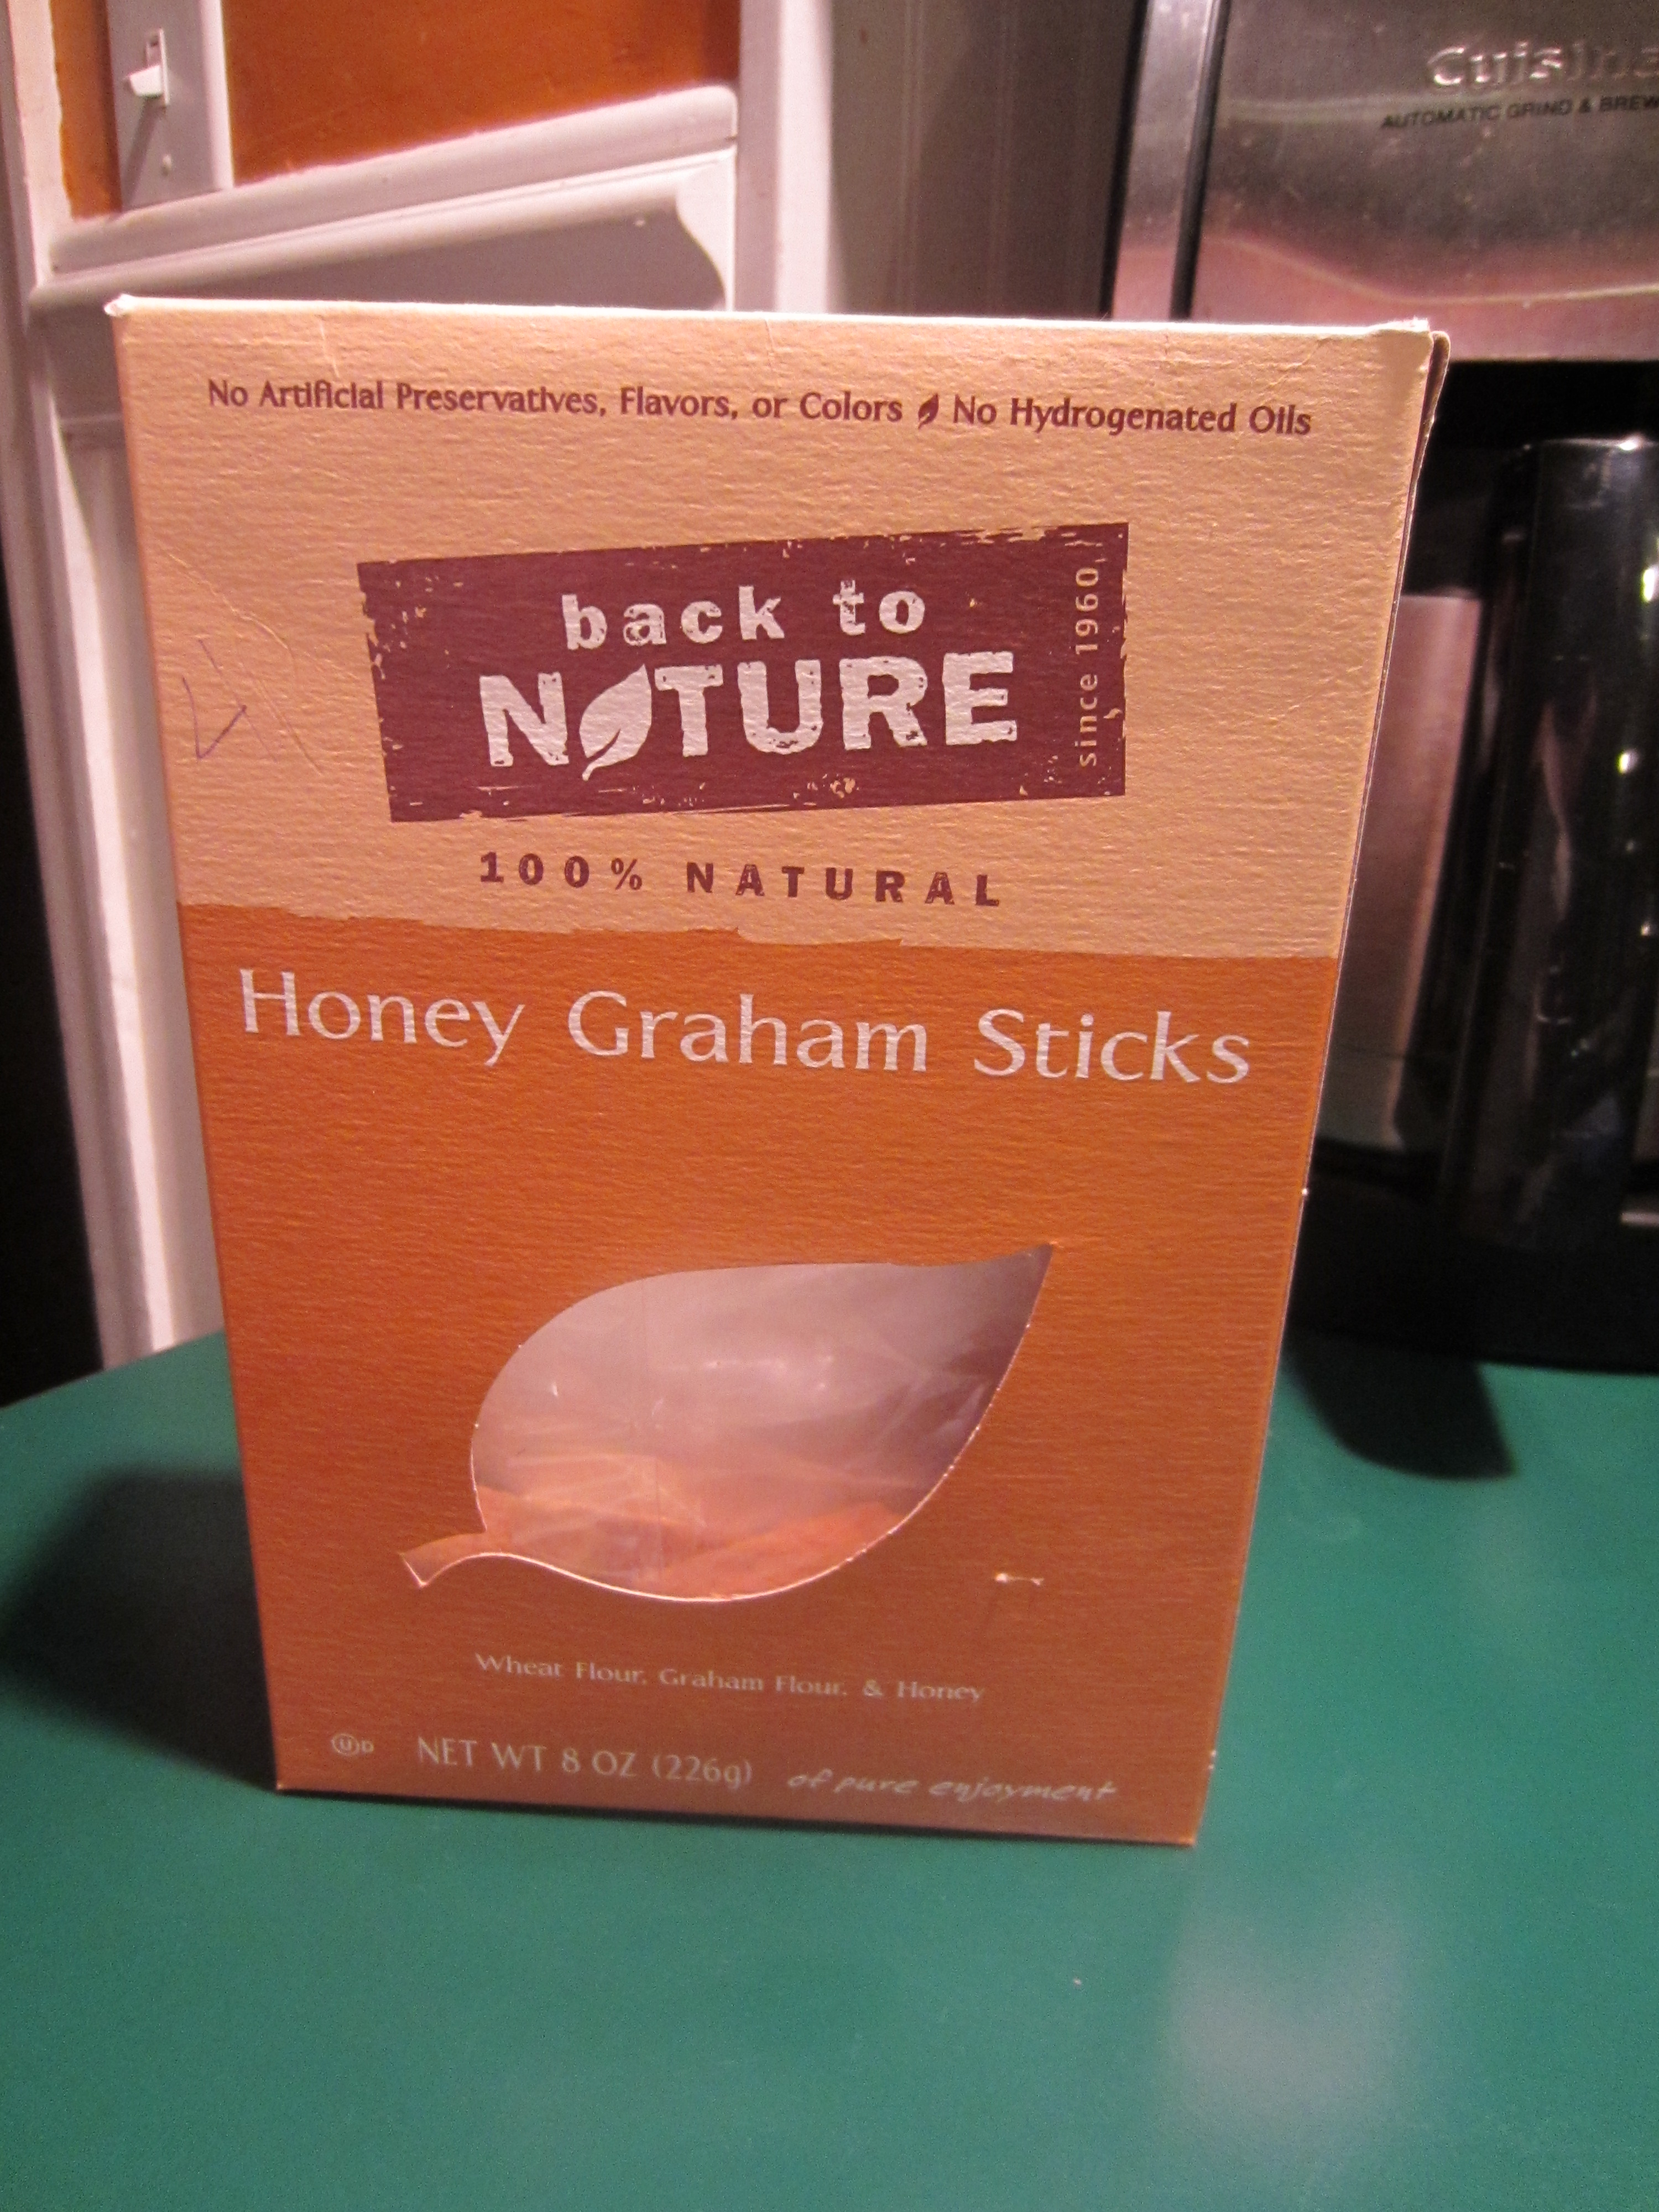 Cuisina
AUTOMATIC GRIND & BREW
No Artificial Preservatives, Flavors, or Colors No Hydrogenated Oils
back to
NATURE
since 1960
100% NATURAL
Honey Graham Sticks
Wheat Flour, Graham Flour, & Honey
U D NET WT 8 OZ (226g) of pure enjoyment